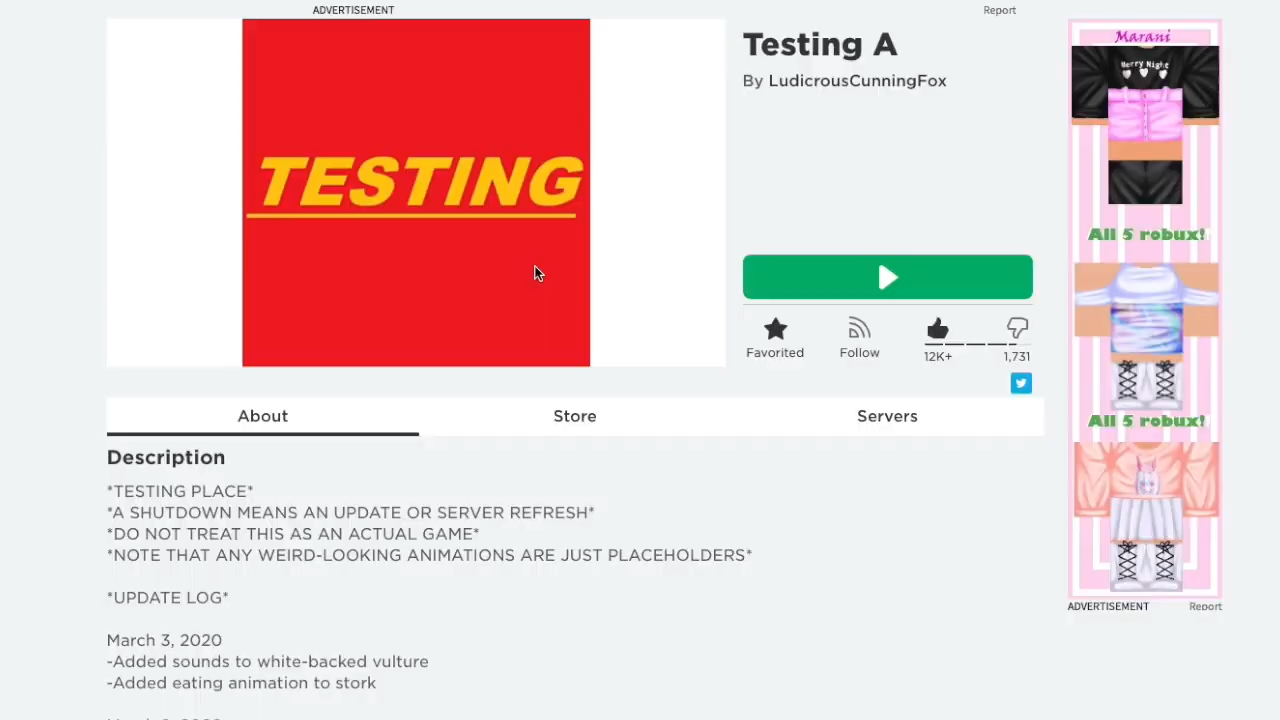 ADVERTISEMENT
Report
TESTING
Testing A
By LudicrousCunningFox
Favorited
Follow
12K+
1,731
About
Store
Servers
Description
*TESTING PLACE*
*A SHUTDOWN MEANS AN UPDATE OR SERVER REFRESH*
*DO NOT TREAT THIS AS AN ACTUAL GAME*
*NOTE THAT ANY WEIRD-LOOKING ANIMATIONS ARE JUST PLACEHOLDERS*
*UPDATE LOG*
March 3, 2020
-Added sounds to white-backed vulture
-Added eating animation to stork
Marani
Merry Night
All 5 robux!
All 5 robux!
ADVERTISEMENT
Report